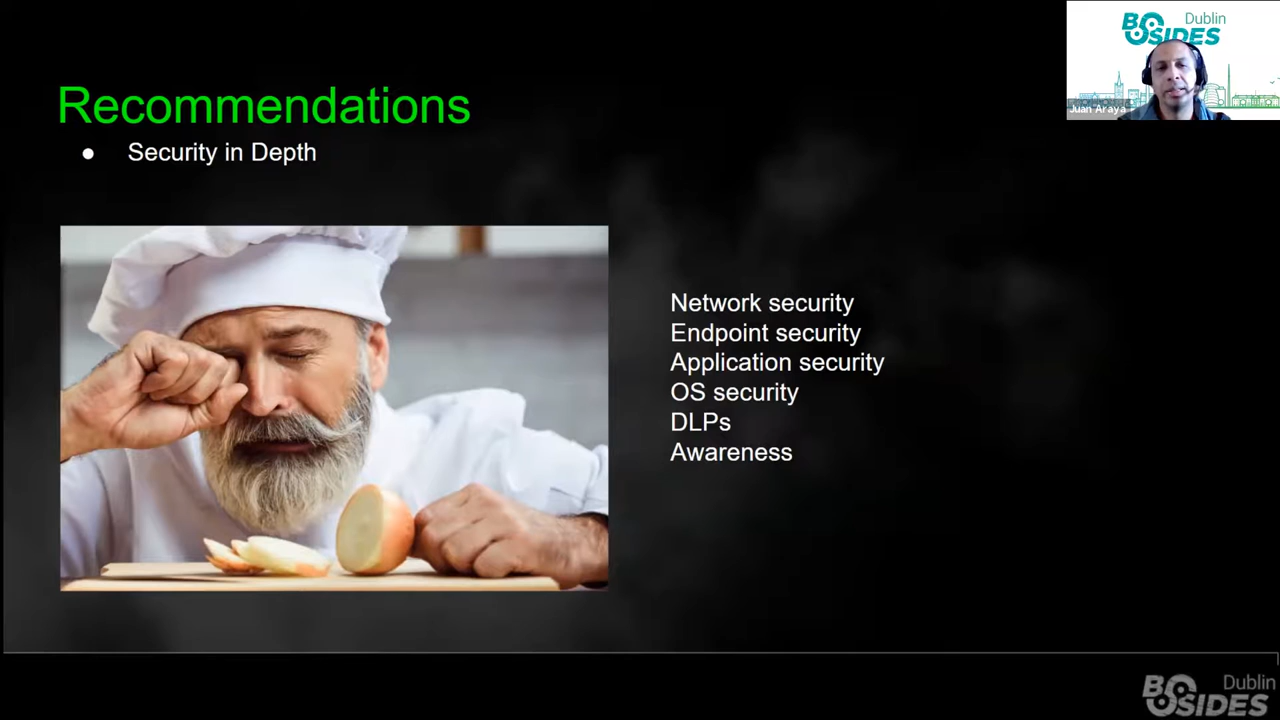 Recommendations
● Security in Depth
Network security
Endpoint security
Application security
OS security
DLPs
Awareness
BSIDES Dublin
Juan Araya
BSIDES Dublin